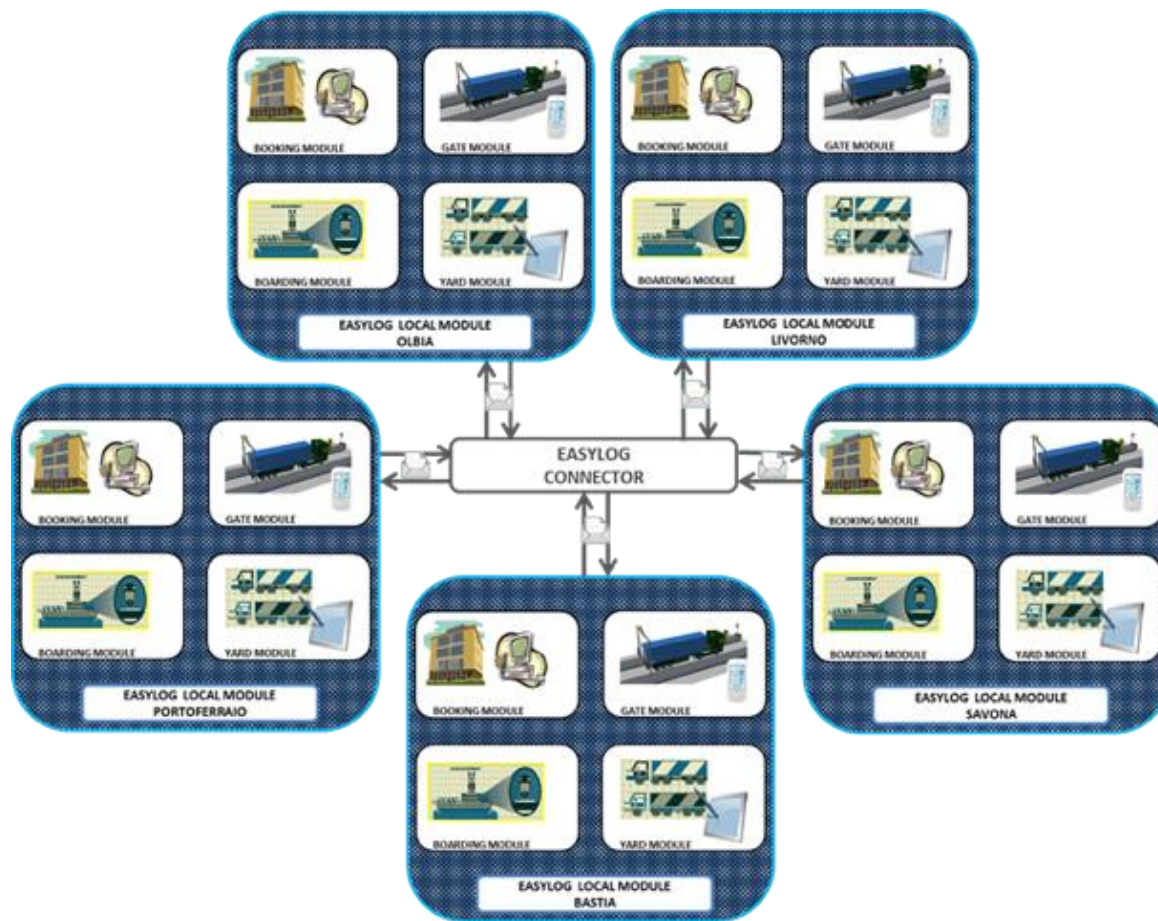 BOOKING MODULE
GATE MODULE
BOARDING MODULE
YARD MODULE
EASYLOG LOCAL MODULE
OLBIA
BOOKING MODULE
GATE MODULE
BOARDING MODULE
YARD MODULE
EASYLOG LOCAL MODULE
LIVORNO
EASYLOG
CONNECTOR
BOOKING MODULE
GATE MODULE
BOARDING MODULE
YARD MODULE
EASYLOG LOCAL MODULE
PORTOFERRAIO
BOOKING MODULE
GATE MODULE
BOARDING MODULE
YARD MODULE
EASYLOG LOCAL MODULE
SAVONA
BOOKING MODULE
GATE MODULE
BOARDING MODULE
YARD MODULE
EASYLOG LOCAL MODULE
BASTIA